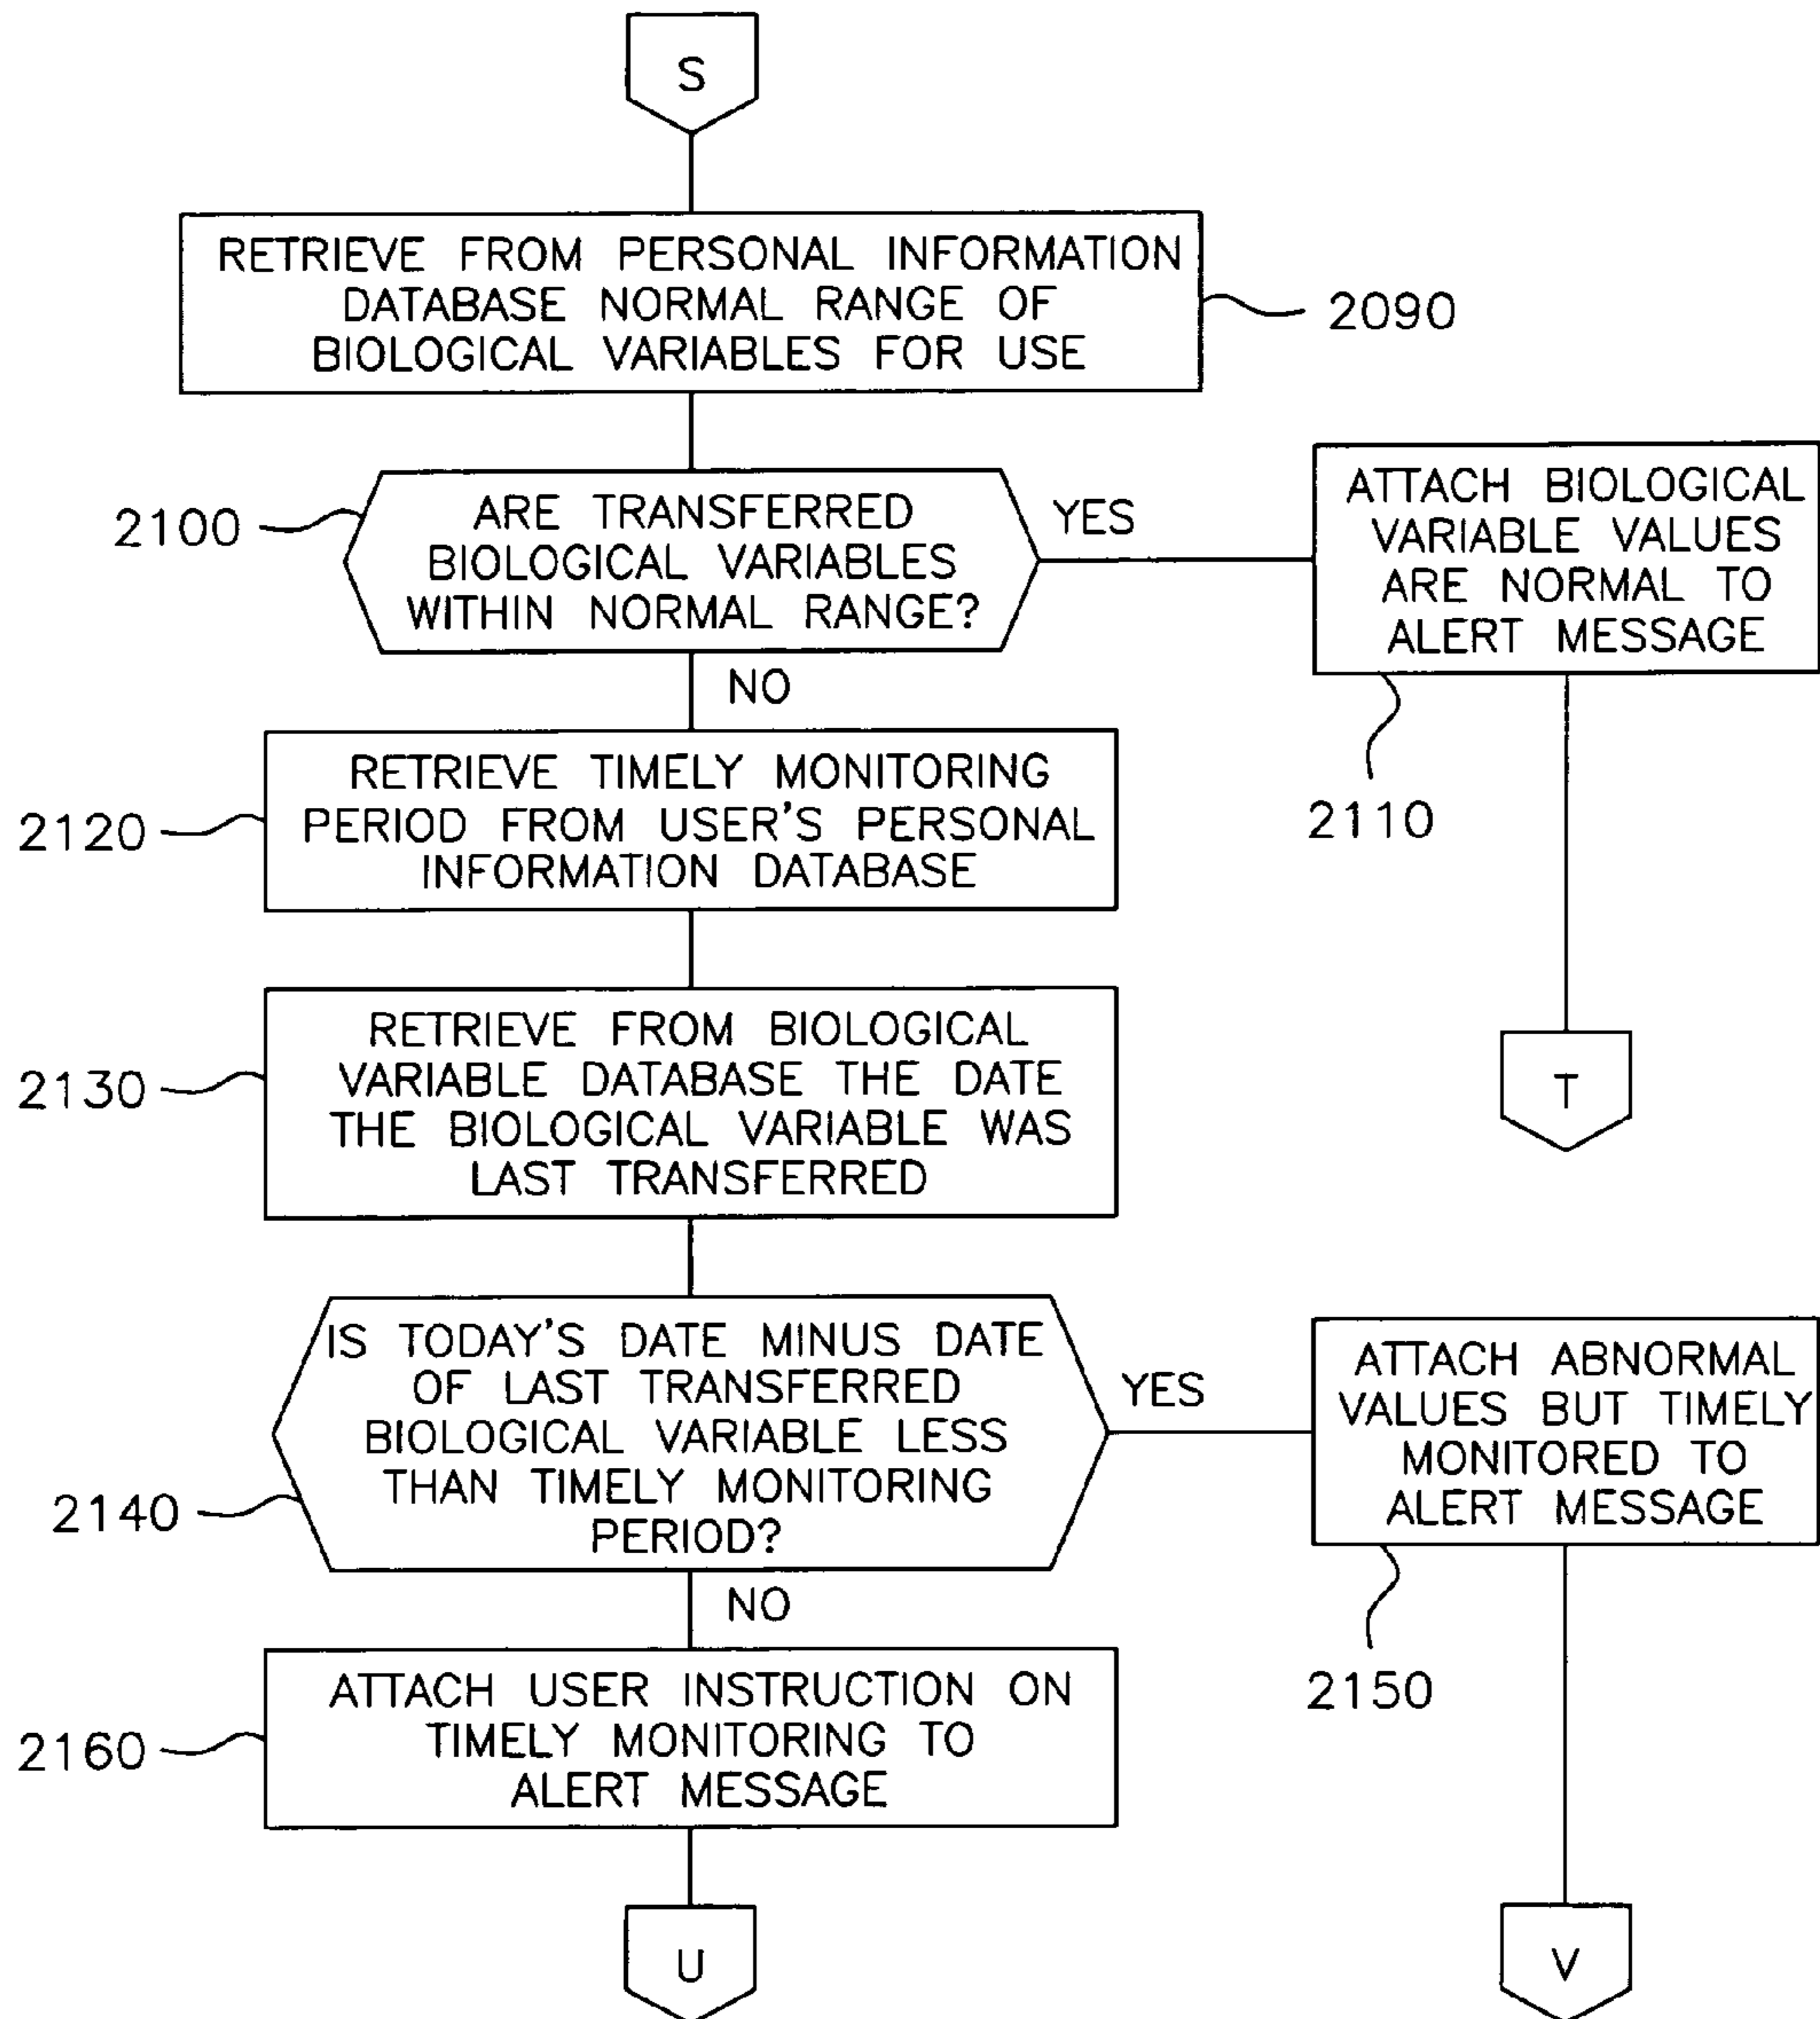 S
RETRIEVE FROM PERSONAL INFORMATION
DATABASE NORMAL RANGE OF
BIOLOGICAL VARIABLES FOR USE
2090
2100
ARE TRANSFERRED
BIOLOGICAL VARIABLES
WITHIN NORMAL RANGE?
YES
ATTACH BIOLOGICAL
VARIABLE VALUES
ARE NORMAL TO
ALERT MESSAGE
2110
NO
2120
RETRIEVE TIMELY MONITORING
PERIOD FROM USER'S PERSONAL
INFORMATION DATABASE
2130
RETRIEVE FROM BIOLOGICAL
VARIABLE DATABASE THE DATE
THE BIOLOGICAL VARIABLE WAS
LAST TRANSFERRED
T
2140
IS TODAY'S DATE MINUS DATE
OF LAST TRANSFERRED
BIOLOGICAL VARIABLE LESS
THAN TIMELY MONITORING
PERIOD?
YES
ATTACH ABNORMAL
VALUES BUT TIMELY
MONITORED TO
ALERT MESSAGE
2150
NO
2160
ATTACH USER INSTRUCTION ON
TIMELY MONITORING TO
ALERT MESSAGE
U
V